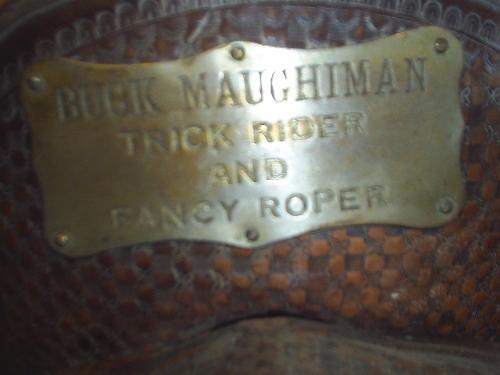 BUCK MAUGHIMAN
TRICK RIDER
AND
FANCY ROPER